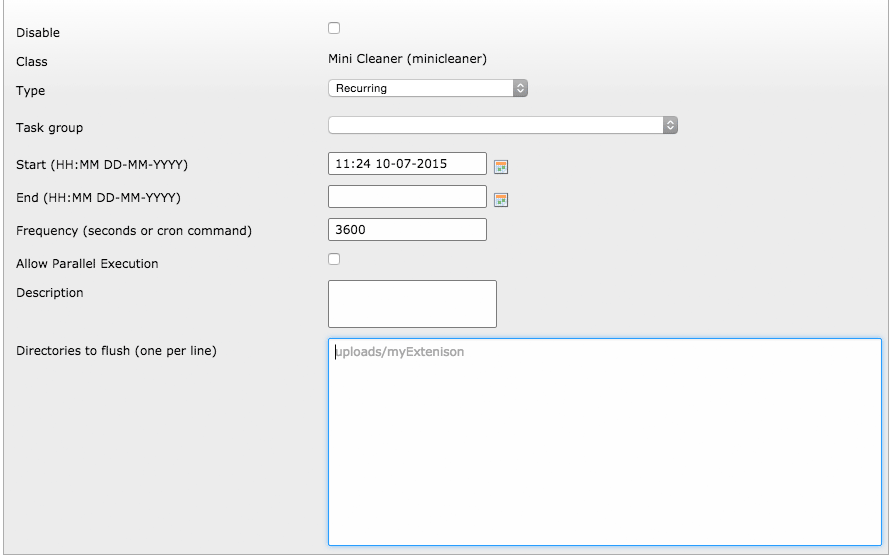 Disable
Class Mini Cleaner (minicleaner)
Type Recurring
Task group
Start (HH:MM DD-MM-YYYY) 11:24 10-07-2015
End (HH:MM DD-MM-YYYY)
Frequency (seconds or cron command) 3600
Allow Parallel Execution
Description
Directories to flush (one per line) uploads/myExtenison